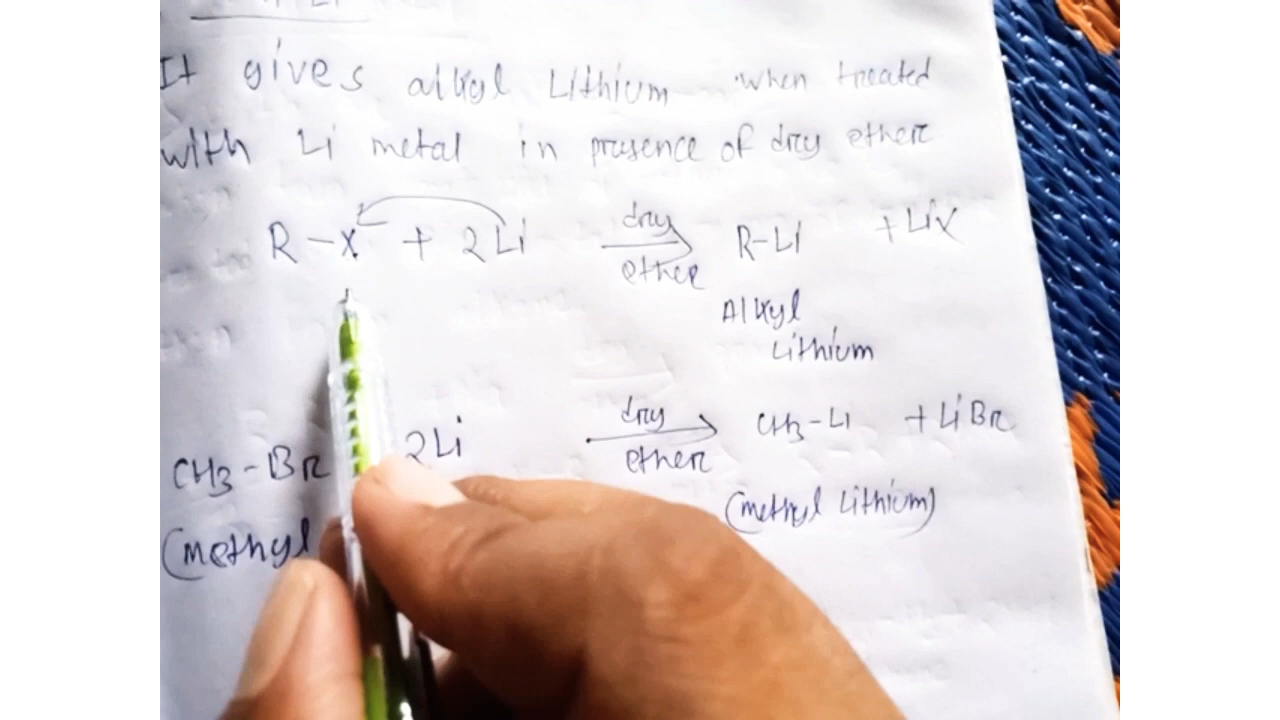 It gives alkyl Lithium when treated
with Li metal in presence of dry ether
R-X + 2Li dry ether R-Li + LiX
Alkyl
Lithium
CH3-Br 2Li dry ether CH3-Li + LiBr
(methyl (methyl Lithium)